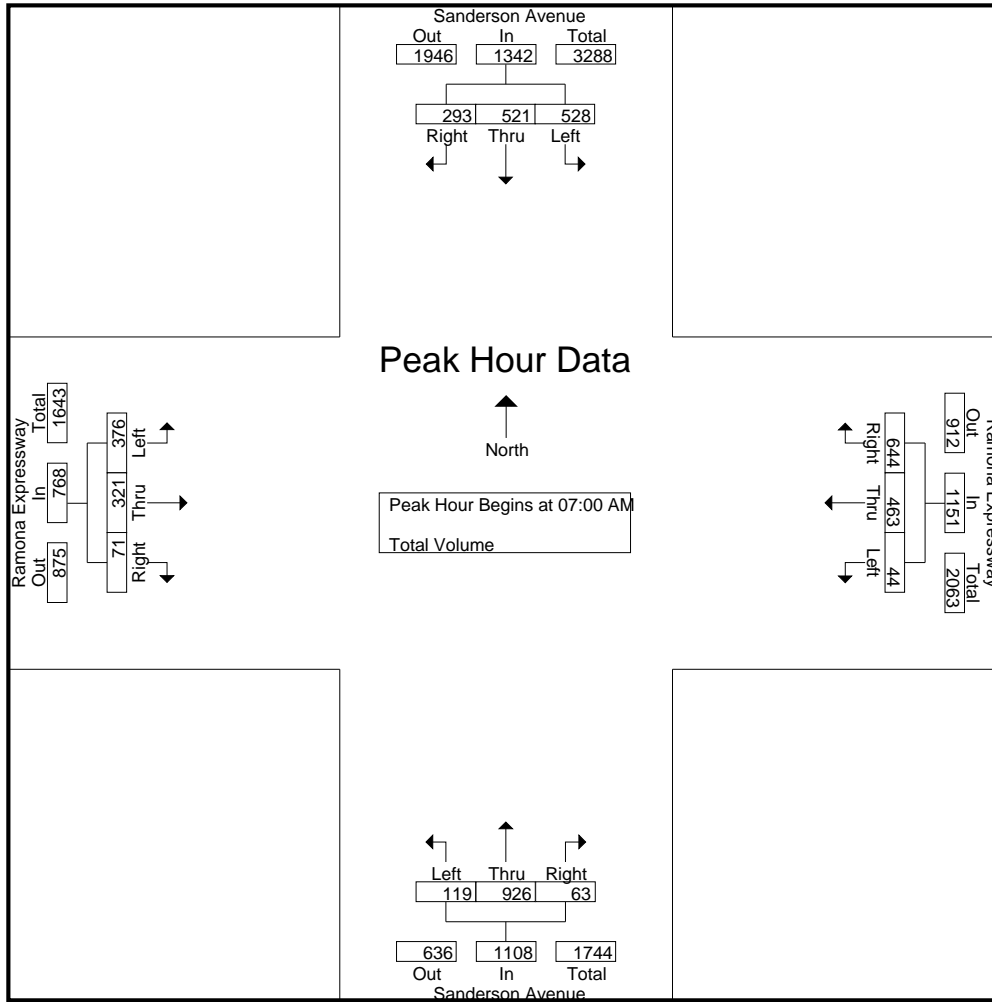 Sanderson Avenue
Out In Total
1946 1342 3288
293 521 528
Right Thru Left
Peak Hour Data
North
Peak Hour Begins at 07:00 AM
Total Volume
Ramona Expressway
Out In Total
875 768 1643
71 321 376
Right Thru Left
Ramona Expressway
Out In Total
912 1151 2063
644 463 44
Right Thru Left
Left Thru Right
119 926 63
636 1108 1744
Out In Total
Sanderson Avenue